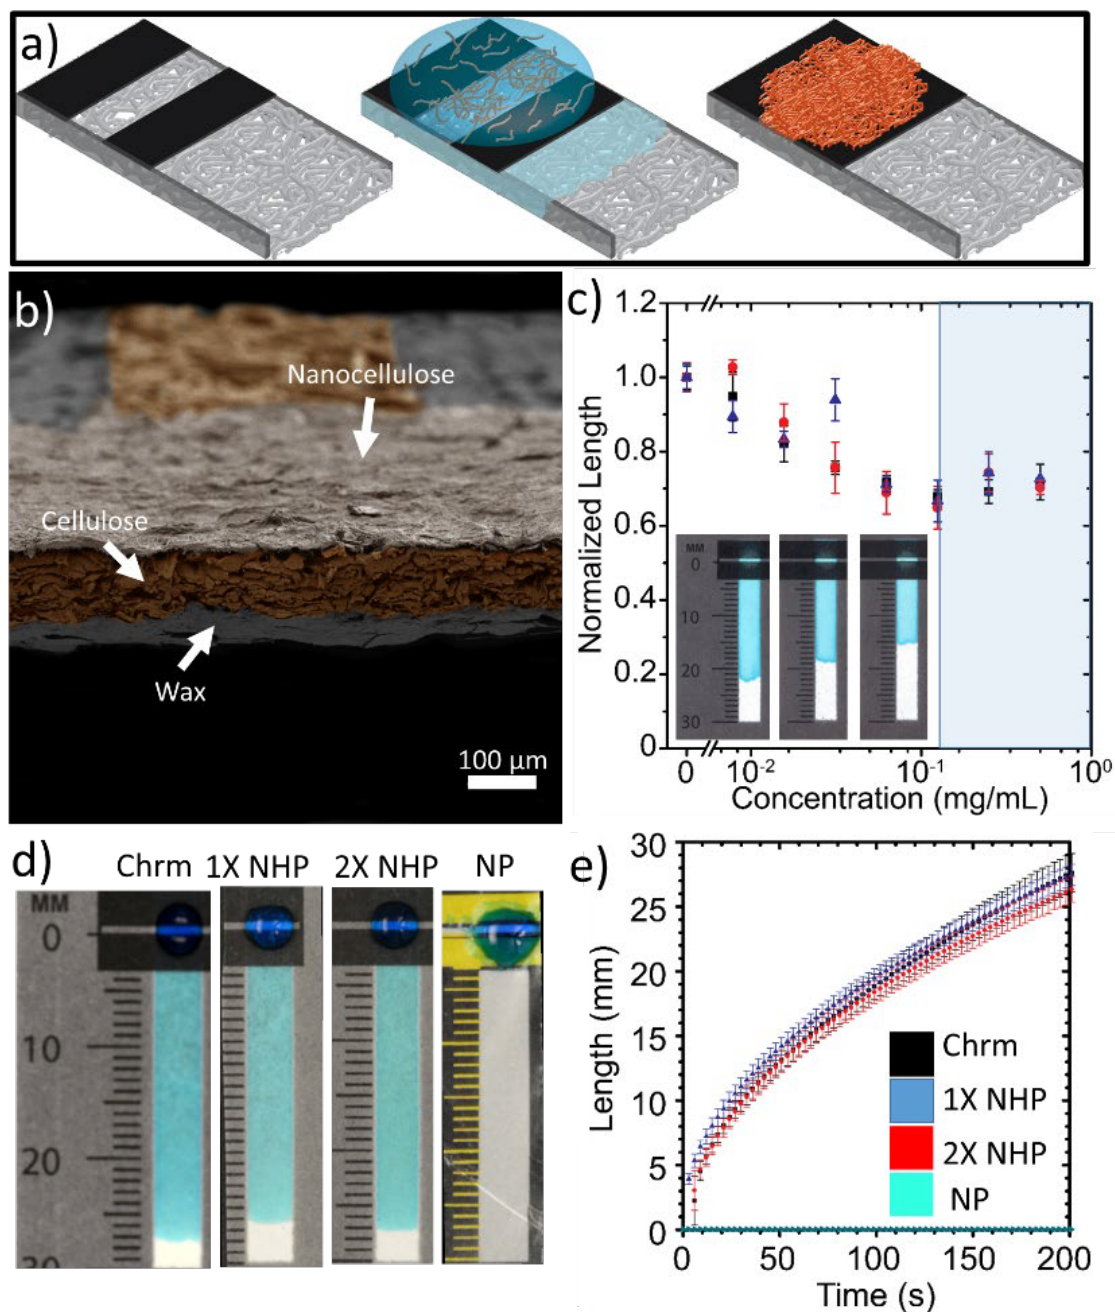 a)
b)
Nanocellulose
Cellulose
Wax
100 µm
c)
Normalized Length
1.2
1.0
0.8
0.6
0.4
0.2
0
MM
0
10
20
30
0
10⁻²
10⁻¹
10⁰
Concentration (mg/mL)
d)
Chrm 1X NHP 2X NHP NP
MM
0
10
20
30
e)
Length (mm)
30
25
20
15
10
5
0
Chrm
1X NHP
2X NHP
NP
0 50 100 150 200
Time (s)